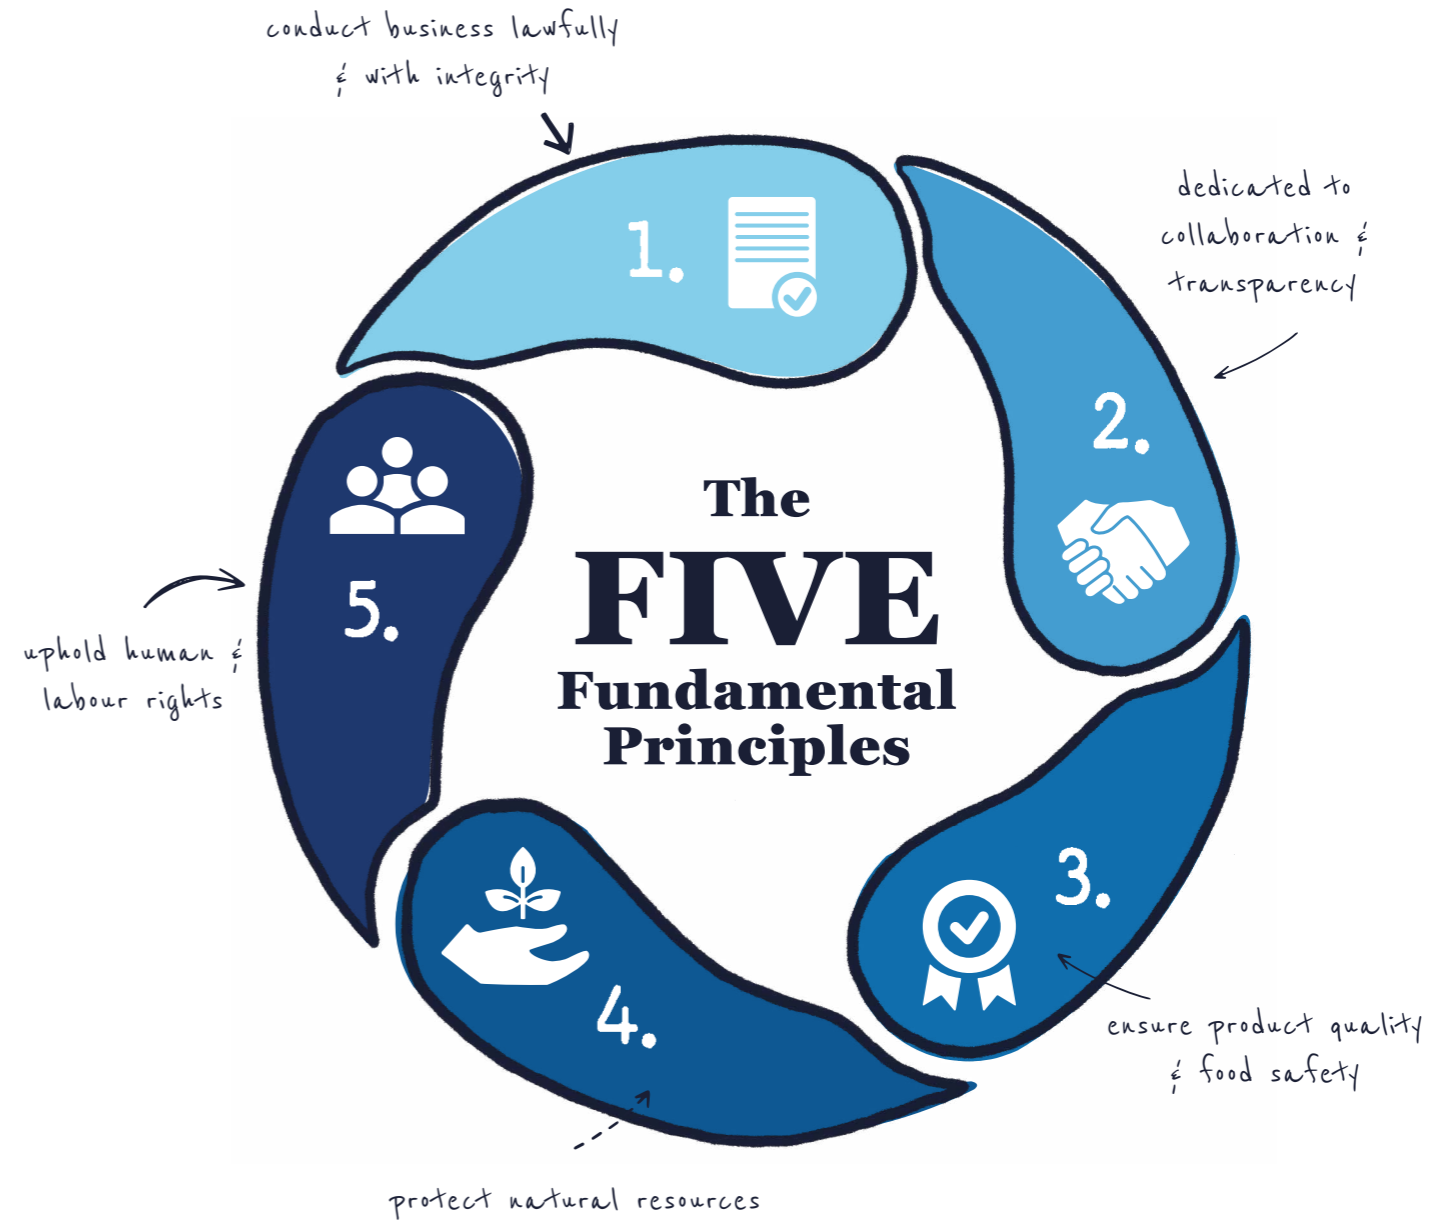 conduct business lawfully
& with integrity
1.
dedicated to
collaboration &
transparency
2.
The
FIVE
Fundamental
Principles
3.
ensure product quality
& food safety
4.
protect natural resources
5.
uphold human &
labour rights